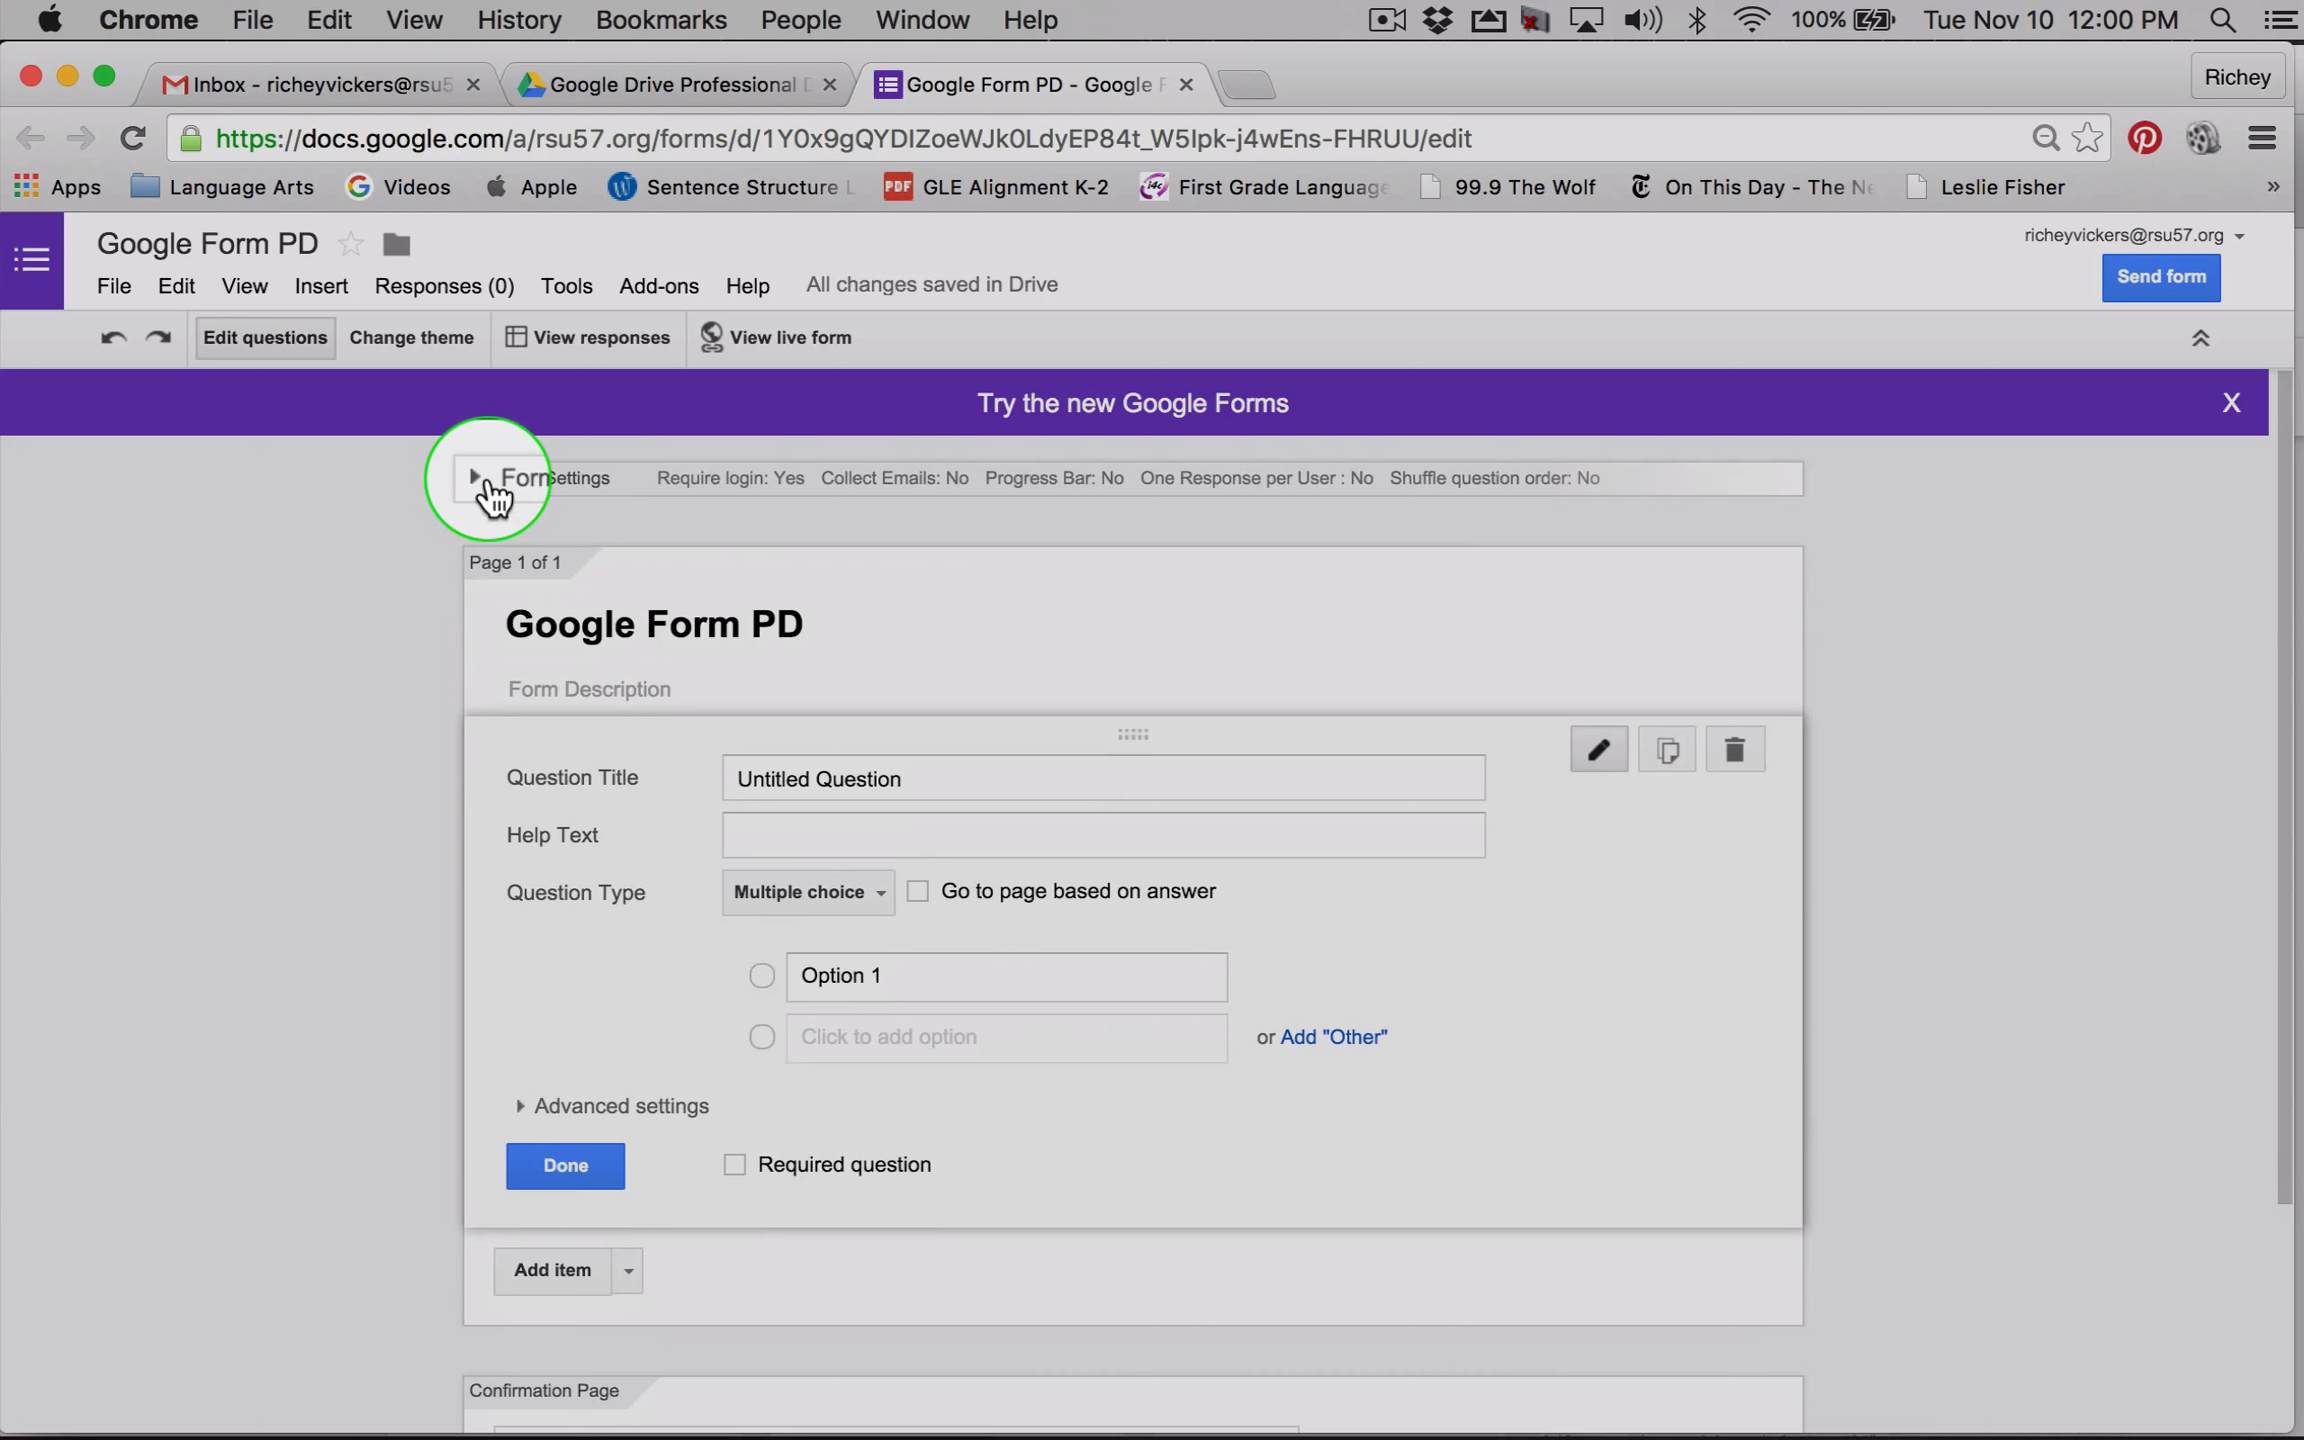 Chrome File Edit View History Bookmarks People Window Help 100% Tue Nov 10 12:00 PM
Inbox - richeyvickers@rsu5 Google Drive Professional D Google Form PD - Google F Richey
https://docs.google.com/a/rsu57.org/forms/d/1Y0x9gQYDIZoeWJk0LdyEP84t_W5Ipk-j4wEns-FHRUU/edit
Apps Language Arts Videos Apple Sentence Structure L PDF GLE Alignment K-2 i4c First Grade Language 99.9 The Wolf On This Day - The Ne Leslie Fisher »
Google Form PD richeyvickers@rsu57.org
File Edit View Insert Responses (0) Tools Add-ons Help All changes saved in Drive Send form
Edit questions Change theme View responses View live form
Try the new Google Forms X
Form Settings Require login: Yes Collect Emails: No Progress Bar: No One Response per User : No Shuffle question order: No
Page 1 of 1
Google Form PD
Form Description
Question Title Untitled Question
Help Text
Question Type Multiple choice Go to page based on answer
Option 1
Click to add option or Add "Other"
Advanced settings
Done Required question
Add item
Confirmation Page